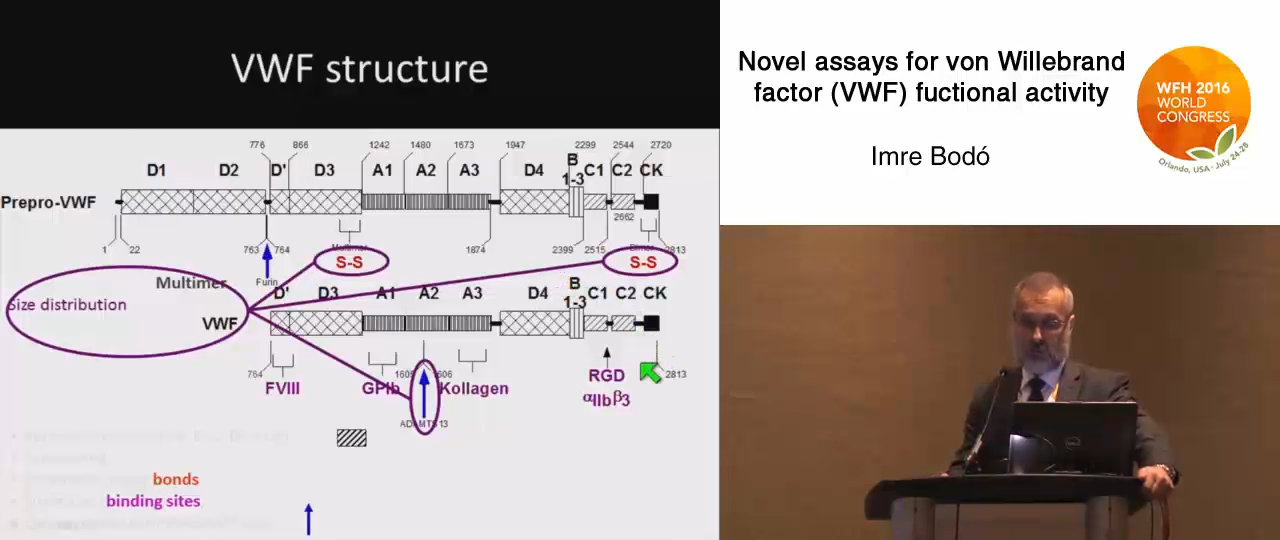 VWF structure
776 866 1242 1480 1673 1947 2299 2544 2720
D1 D2 D' D3 A1 A2 A3 D4 B 1-3 C1 C2 CK
Prepro-VWF
2662
1 22 763 764 1874 2399 2515 2813
S-S S-S
Furin
Multimer
Size distribution
VWF
D' D3 A1 A2 A3 D4 B 1-3 C1 C2 CK
764 2813
FVIII GPIb Kollagen RGD
αIIbβ3
ADAMTS13
bonds
binding sites
Novel assays for von Willebrand
factor (VWF) fuctional activity
Imre Bodó
WFH 2016
WORLD
CONGRESS
Orlando, USA · July 24-28